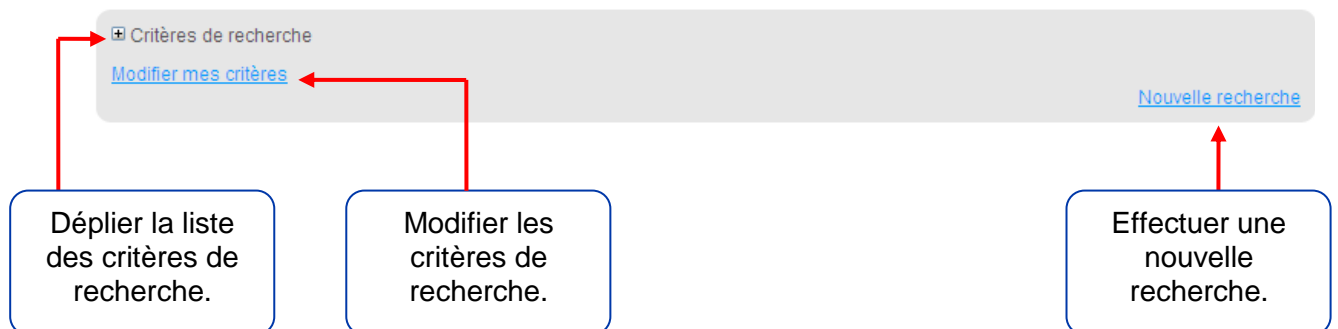 Critères de recherche
Modifier mes critères
Nouvelle recherche
Déplier la liste
des critères de
recherche.
Modifier les
critères de
recherche.
Effectuer une
nouvelle
recherche.